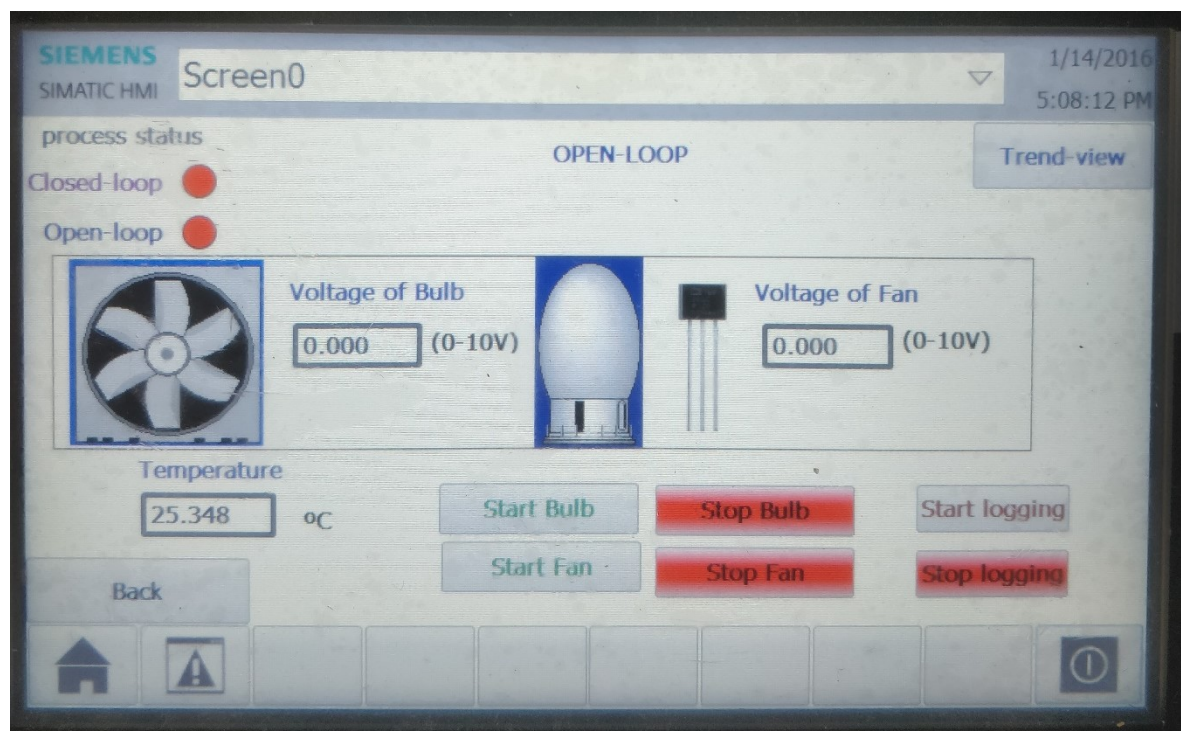 SIEMENS
SIMATIC HMI
Screen0
1/14/2016
5:08:12 PM
process status
OPEN-LOOP
Trend-view
Closed-loop
Open-loop
Voltage of Bulb
0.000 (0-10V)
Voltage of Fan
0.000 (0-10V)
Temperature
25.348 ºC
Start Bulb
Stop Bulb
Start logging
Start Fan
Stop Fan
Stop logging
Back